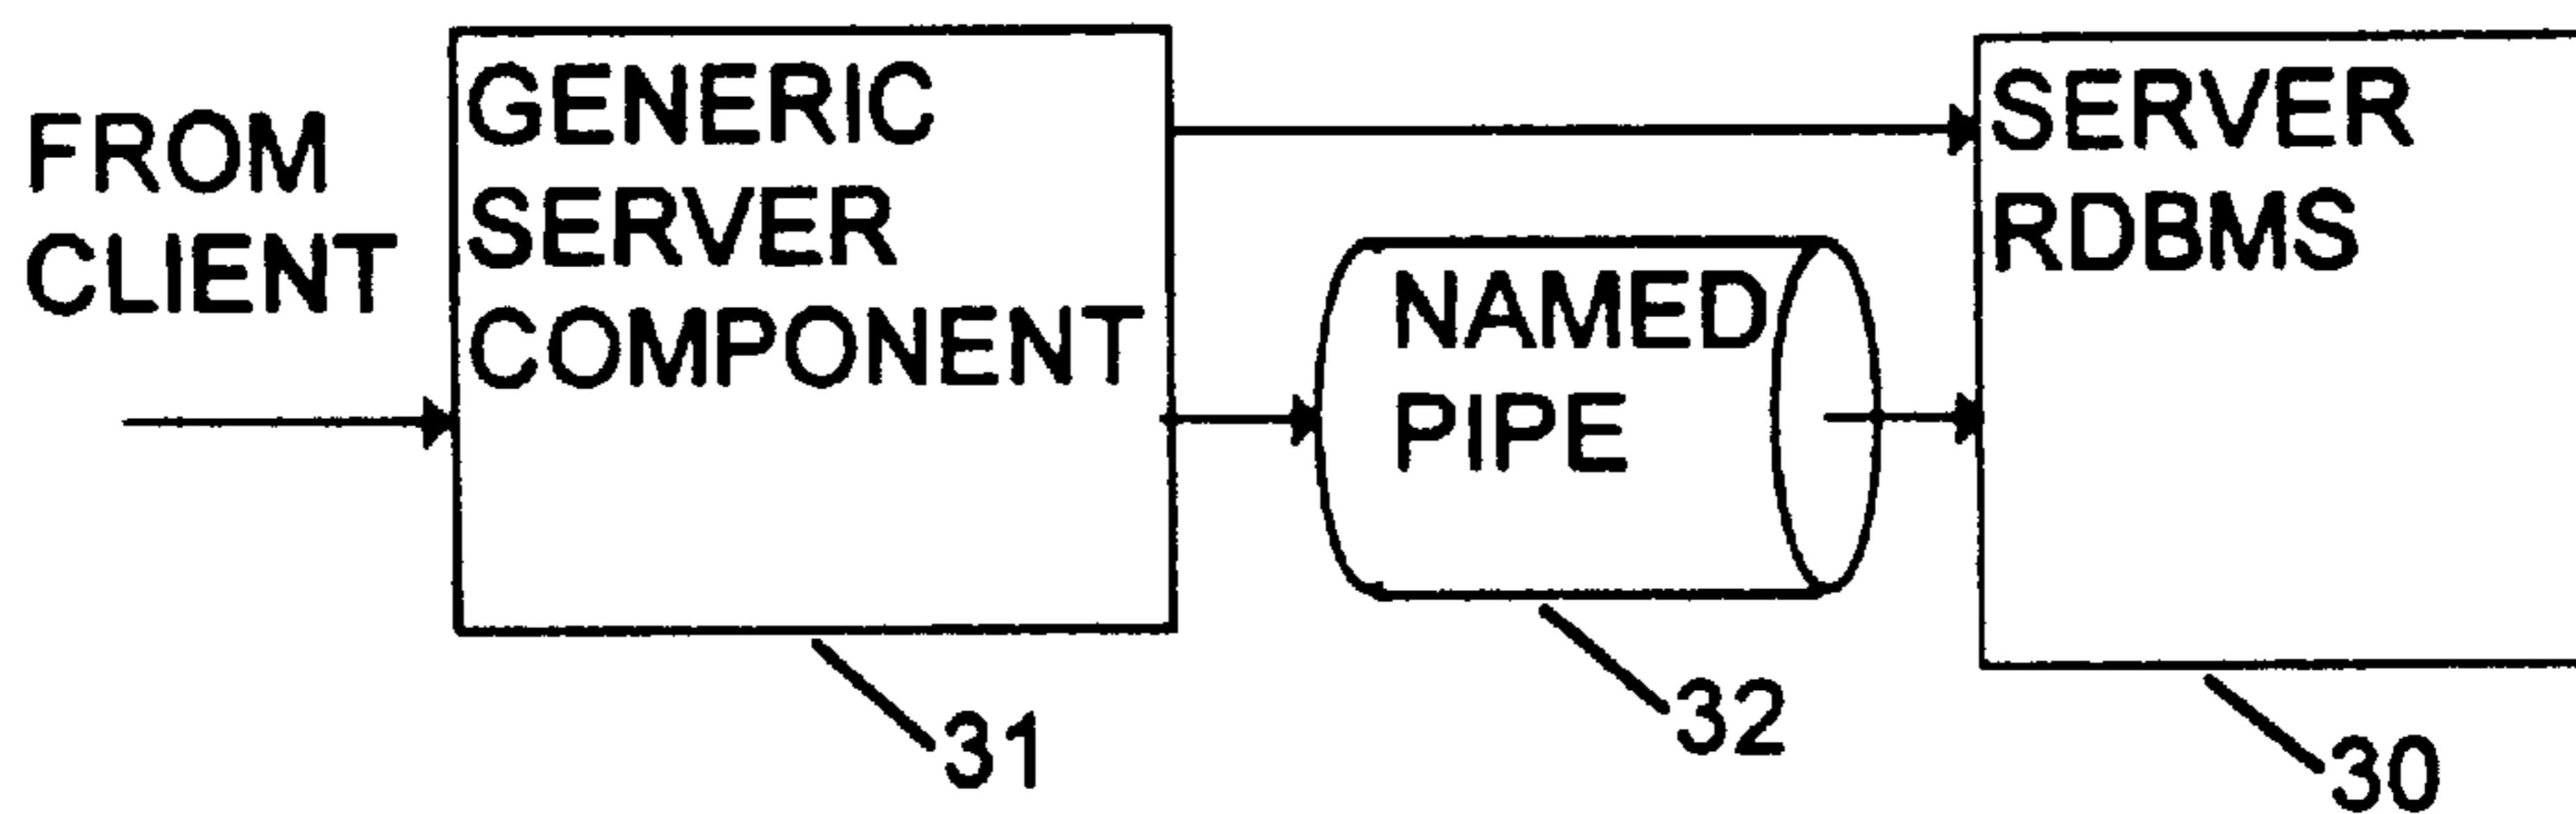 FROM
CLIENT
GENERIC
SERVER
COMPONENT
NAMED
PIPE
SERVER
RDBMS
31
32
30